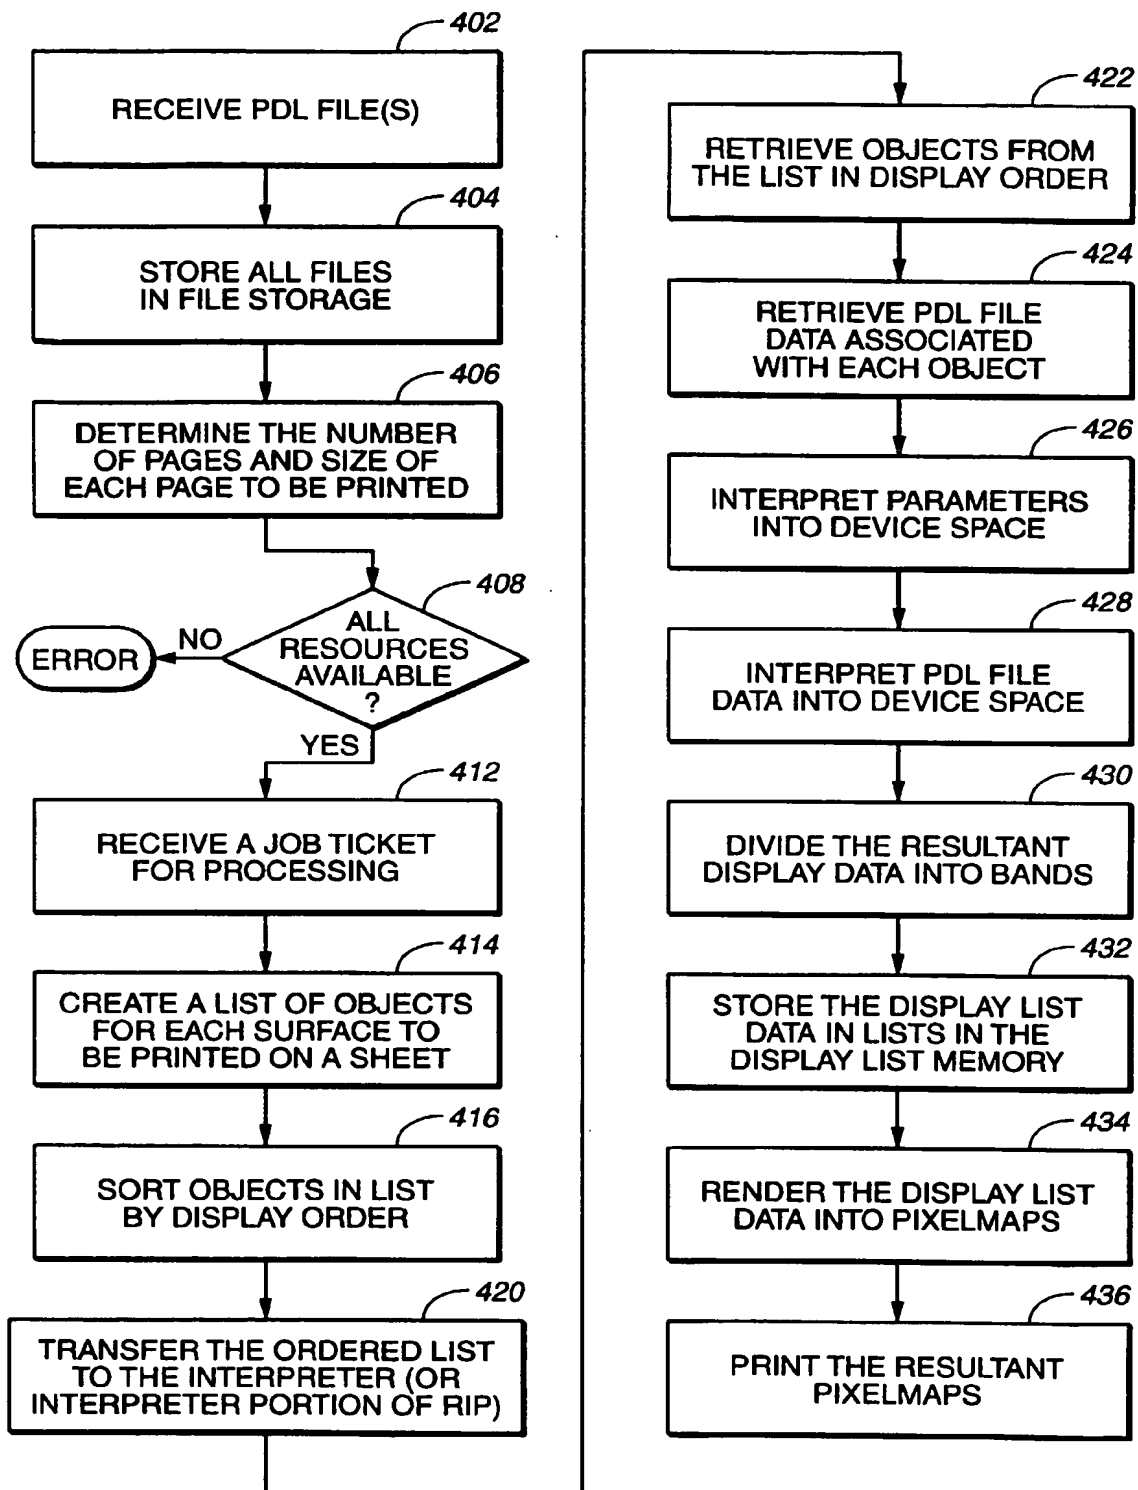 402
RECEIVE PDL FILE(S)
404
STORE ALL FILES
IN FILE STORAGE
406
DETERMINE THE NUMBER
OF PAGES AND SIZE OF
EACH PAGE TO BE PRINTED
408
ALL
RESOURCES
AVAILABLE
?
NO
ERROR
YES
412
RECEIVE A JOB TICKET
FOR PROCESSING
414
CREATE A LIST OF OBJECTS
FOR EACH SURFACE TO
BE PRINTED ON A SHEET
416
SORT OBJECTS IN LIST
BY DISPLAY ORDER
420
TRANSFER THE ORDERED LIST
TO THE INTERPRETER (OR
INTERPRETER PORTION OF RIP)
422
RETRIEVE OBJECTS FROM
THE LIST IN DISPLAY ORDER
424
RETRIEVE PDL FILE
DATA ASSOCIATED
WITH EACH OBJECT
426
INTERPRET PARAMETERS
INTO DEVICE SPACE
428
INTERPRET PDL FILE
DATA INTO DEVICE SPACE
430
DIVIDE THE RESULTANT
DISPLAY DATA INTO BANDS
432
STORE THE DISPLAY LIST
DATA IN LISTS IN THE
DISPLAY LIST MEMORY
434
RENDER THE DISPLAY LIST
DATA INTO PIXELMAPS
436
PRINT THE RESULTANT
PIXELMAPS